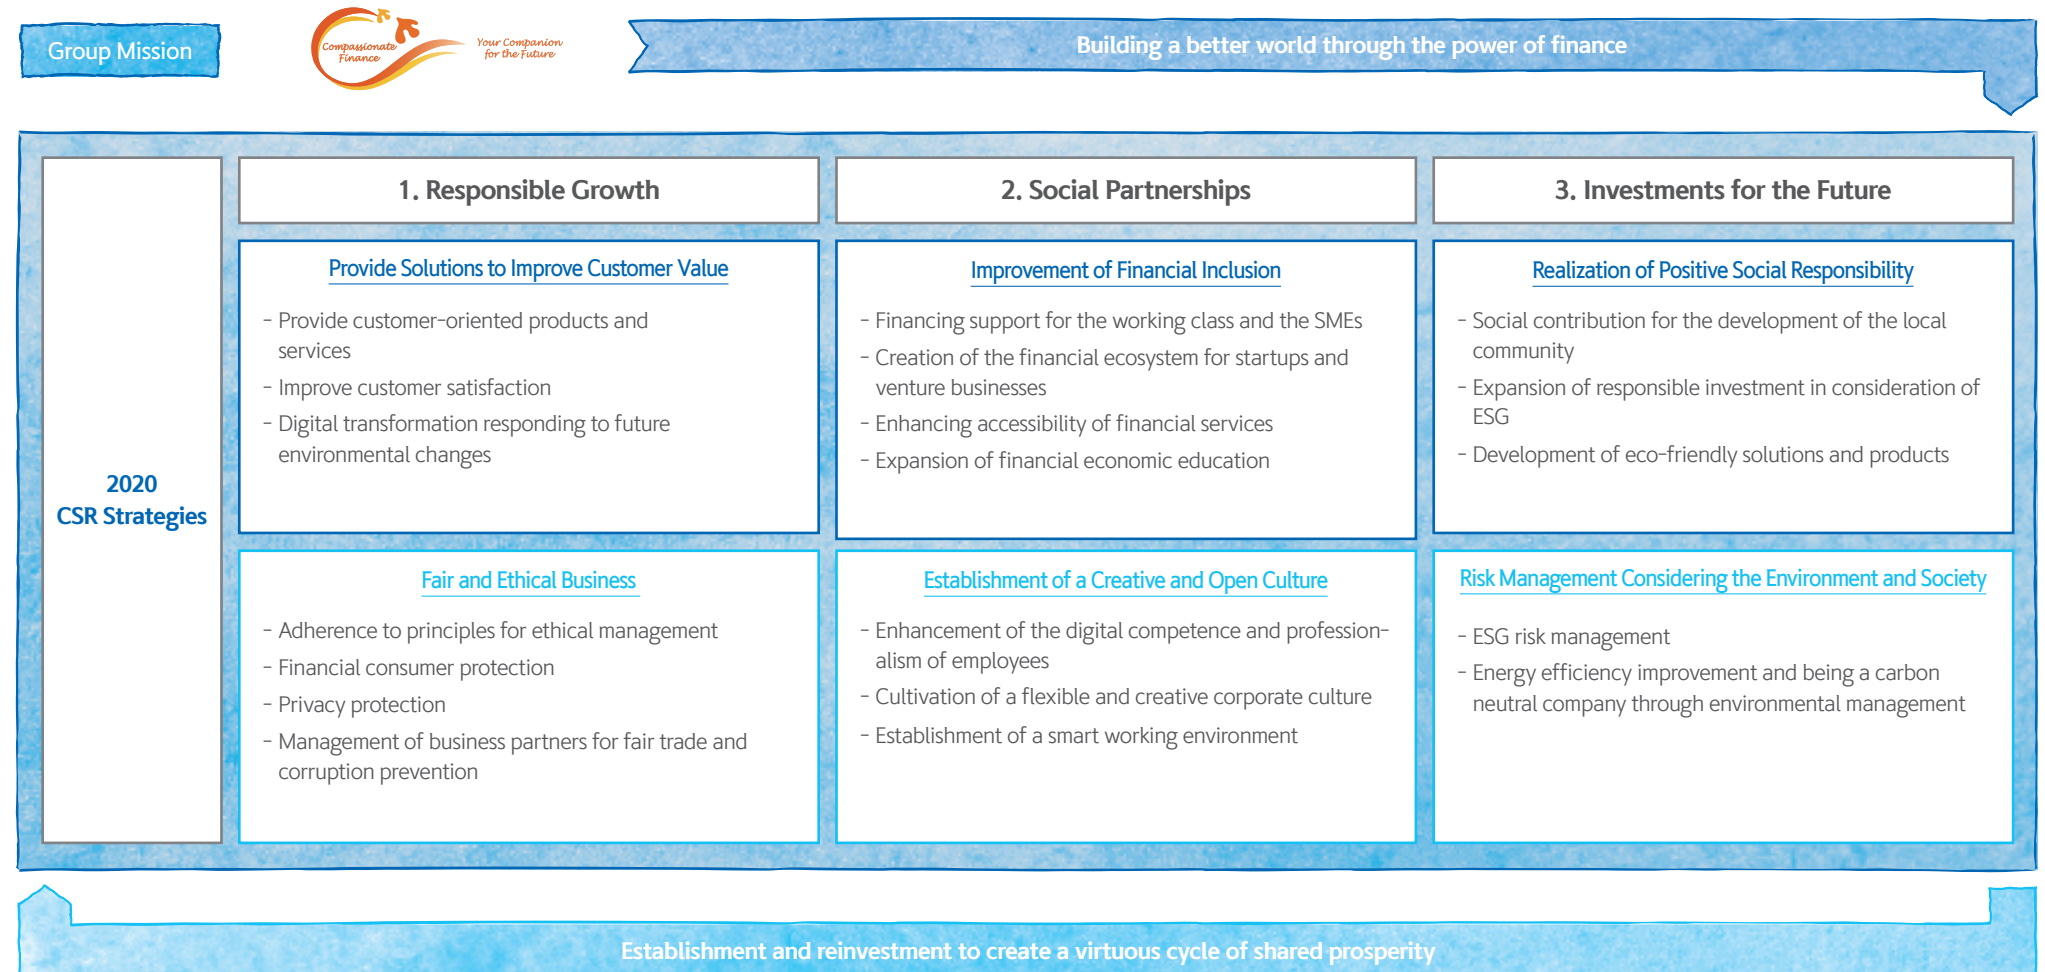 Group Mission
Compassionate
Finance
Your Companion
for the Future
Building a better world through the power of finance
2020
CSR Strategies
1. Responsible Growth
2. Social Partnerships
3. Investments for the Future
Provide Solutions to Improve Customer Value
- Provide customer-oriented products and
services
- Improve customer satisfaction
- Digital transformation responding to future
environmental changes
Improvement of Financial Inclusion
- Financing support for the working class and the SMEs
- Creation of the financial ecosystem for startups and
venture businesses
- Enhancing accessibility of financial services
- Expansion of financial economic education
Realization of Positive Social Responsibility
- Social contribution for the development of the local
community
- Expansion of responsible investment in consideration of
ESG
- Development of eco-friendly solutions and products
Fair and Ethical Business
- Adherence to principles for ethical management
- Financial consumer protection
- Privacy protection
- Management of business partners for fair trade and
corruption prevention
Establishment of a Creative and Open Culture
- Enhancement of the digital competence and profession-
alism of employees
- Cultivation of a flexible and creative corporate culture
- Establishment of a smart working environment
Risk Management Considering the Environment and Society
- ESG risk management
- Energy efficiency improvement and being a carbon
neutral company through environmental management
Establishment and reinvestment to create a virtuous cycle of shared prosperity